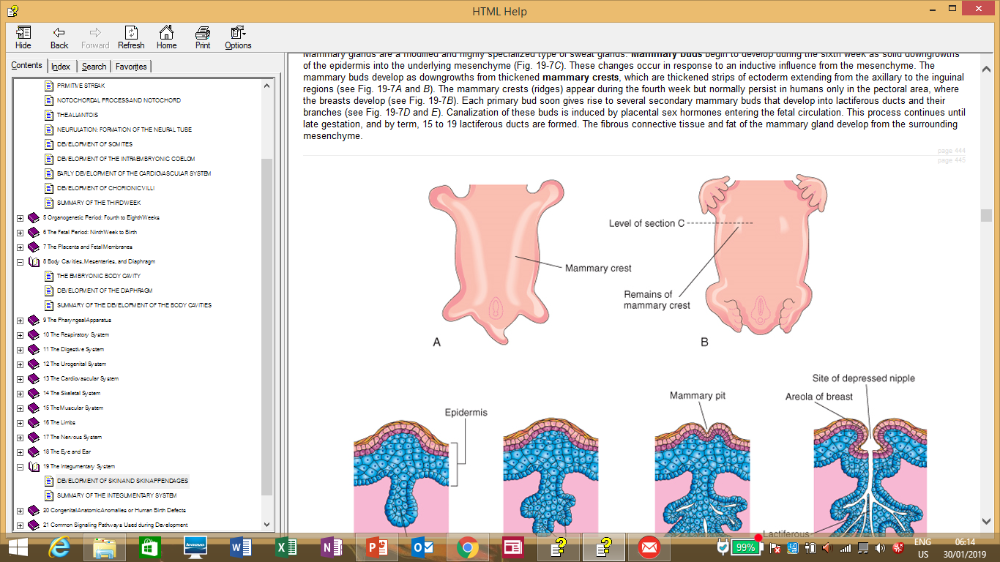 HTML Help
Hide Back Forward Refresh Home Print Options
Contents Index Search Favorites
PRIMITIVE STREAK
NOTOCHORDAL PROCESS AND NOTOCHORD
THE ALLANTOIS
NEURULATION: FORMATION OF THE NEURAL TUBE
DEVELOPMENT OF SOMITES
DEVELOPMENT OF THE INTRAEMBRYONIC COELOM
EARLY DEVELOPMENT OF THE CARDIOVASCULAR SYSTEM
DEVELOPMENT OF CHORIONIC VILLI
SUMMARY OF THE THIRD WEEK
5 Organogenetic Period: Fourth to Eighth Weeks
6 The Fetal Period: Ninth Week to Birth
7 The Placenta and Fetal Membranes
8 Body Cavities, Mesenteries, and Diaphragm
THE EMBRYONIC BODY CAVITY
DEVELOPMENT OF THE DIAPHRAGM
SUMMARY OF THE DEVELOPMENT OF THE BODY CAVITIES
9 The Pharyngeal Apparatus
10 The Respiratory System
11 The Digestive System
12 The Urogenital System
13 The Cardiovascular System
14 The Skeletal System
15 The Muscular System
16 The Limbs
17 The Nervous System
18 The Eye and Ear
19 The Integumentary System
DEVELOPMENT OF SKIN AND SKIN APPENDAGES
SUMMARY OF THE INTEGUMENTARY SYSTEM
20 Congenital Anatomic Anomalies or Human Birth Defects
21 Common Signalling Pathways Used during Development
Mammary glands are a modified and highly specialized type of sweat glands. Mammary buds begin to develop during the sixth week as solid downgrowths
of the epidermis into the underlying mesenchyme (Fig. 19-7C). These changes occur in response to an inductive influence from the mesenchyme. The
mammary buds develop as downgrowths from thickened mammary crests, which are thickened strips of ectoderm extending from the axillary to the inguinal
regions (see Fig. 19-7A and B). The mammary crests (ridges) appear during the fourth week but normally persist in humans only in the pectoral area, where
the breasts develop (see Fig. 19-7B). Each primary bud soon gives rise to several secondary mammary buds that develop into lactiferous ducts and their
branches (see Fig. 19-7D and E). Canalization of these buds is induced by placental sex hormones entering the fetal circulation. This process continues until
late gestation, and by term, 15 to 19 lactiferous ducts are formed. The fibrous connective tissue and fat of the mammary gland develop from the surrounding
mesenchyme.
page 444
page 445
Level of section C
Mammary crest
Remains of
mammary crest
A
B
Site of depressed nipple
Mammary pit
Areola of breast
Epidermis
Lactiferous
lenovo
99%
ENG
US
06:14
30/01/2019